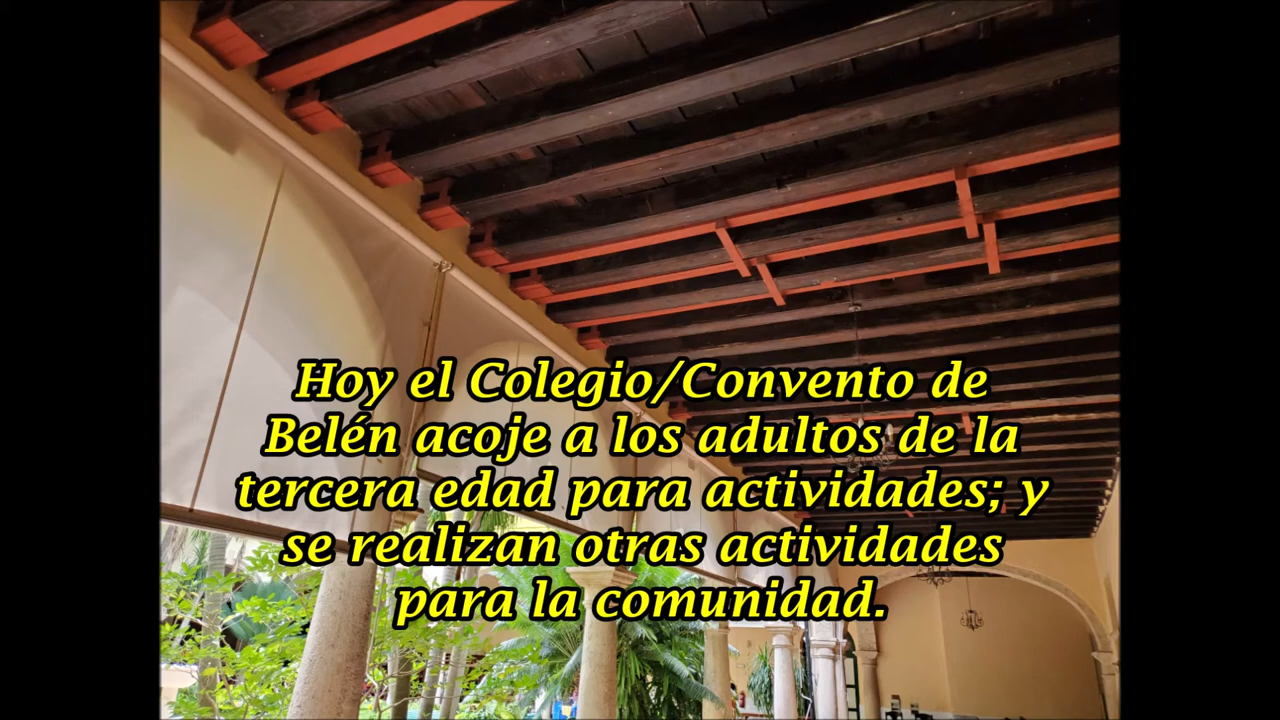 Hoy el Colegio/Convento de
Belén acoje a los adultos de la
tercera edad para actividades; y
se realizan otras actividades
para la comunidad.